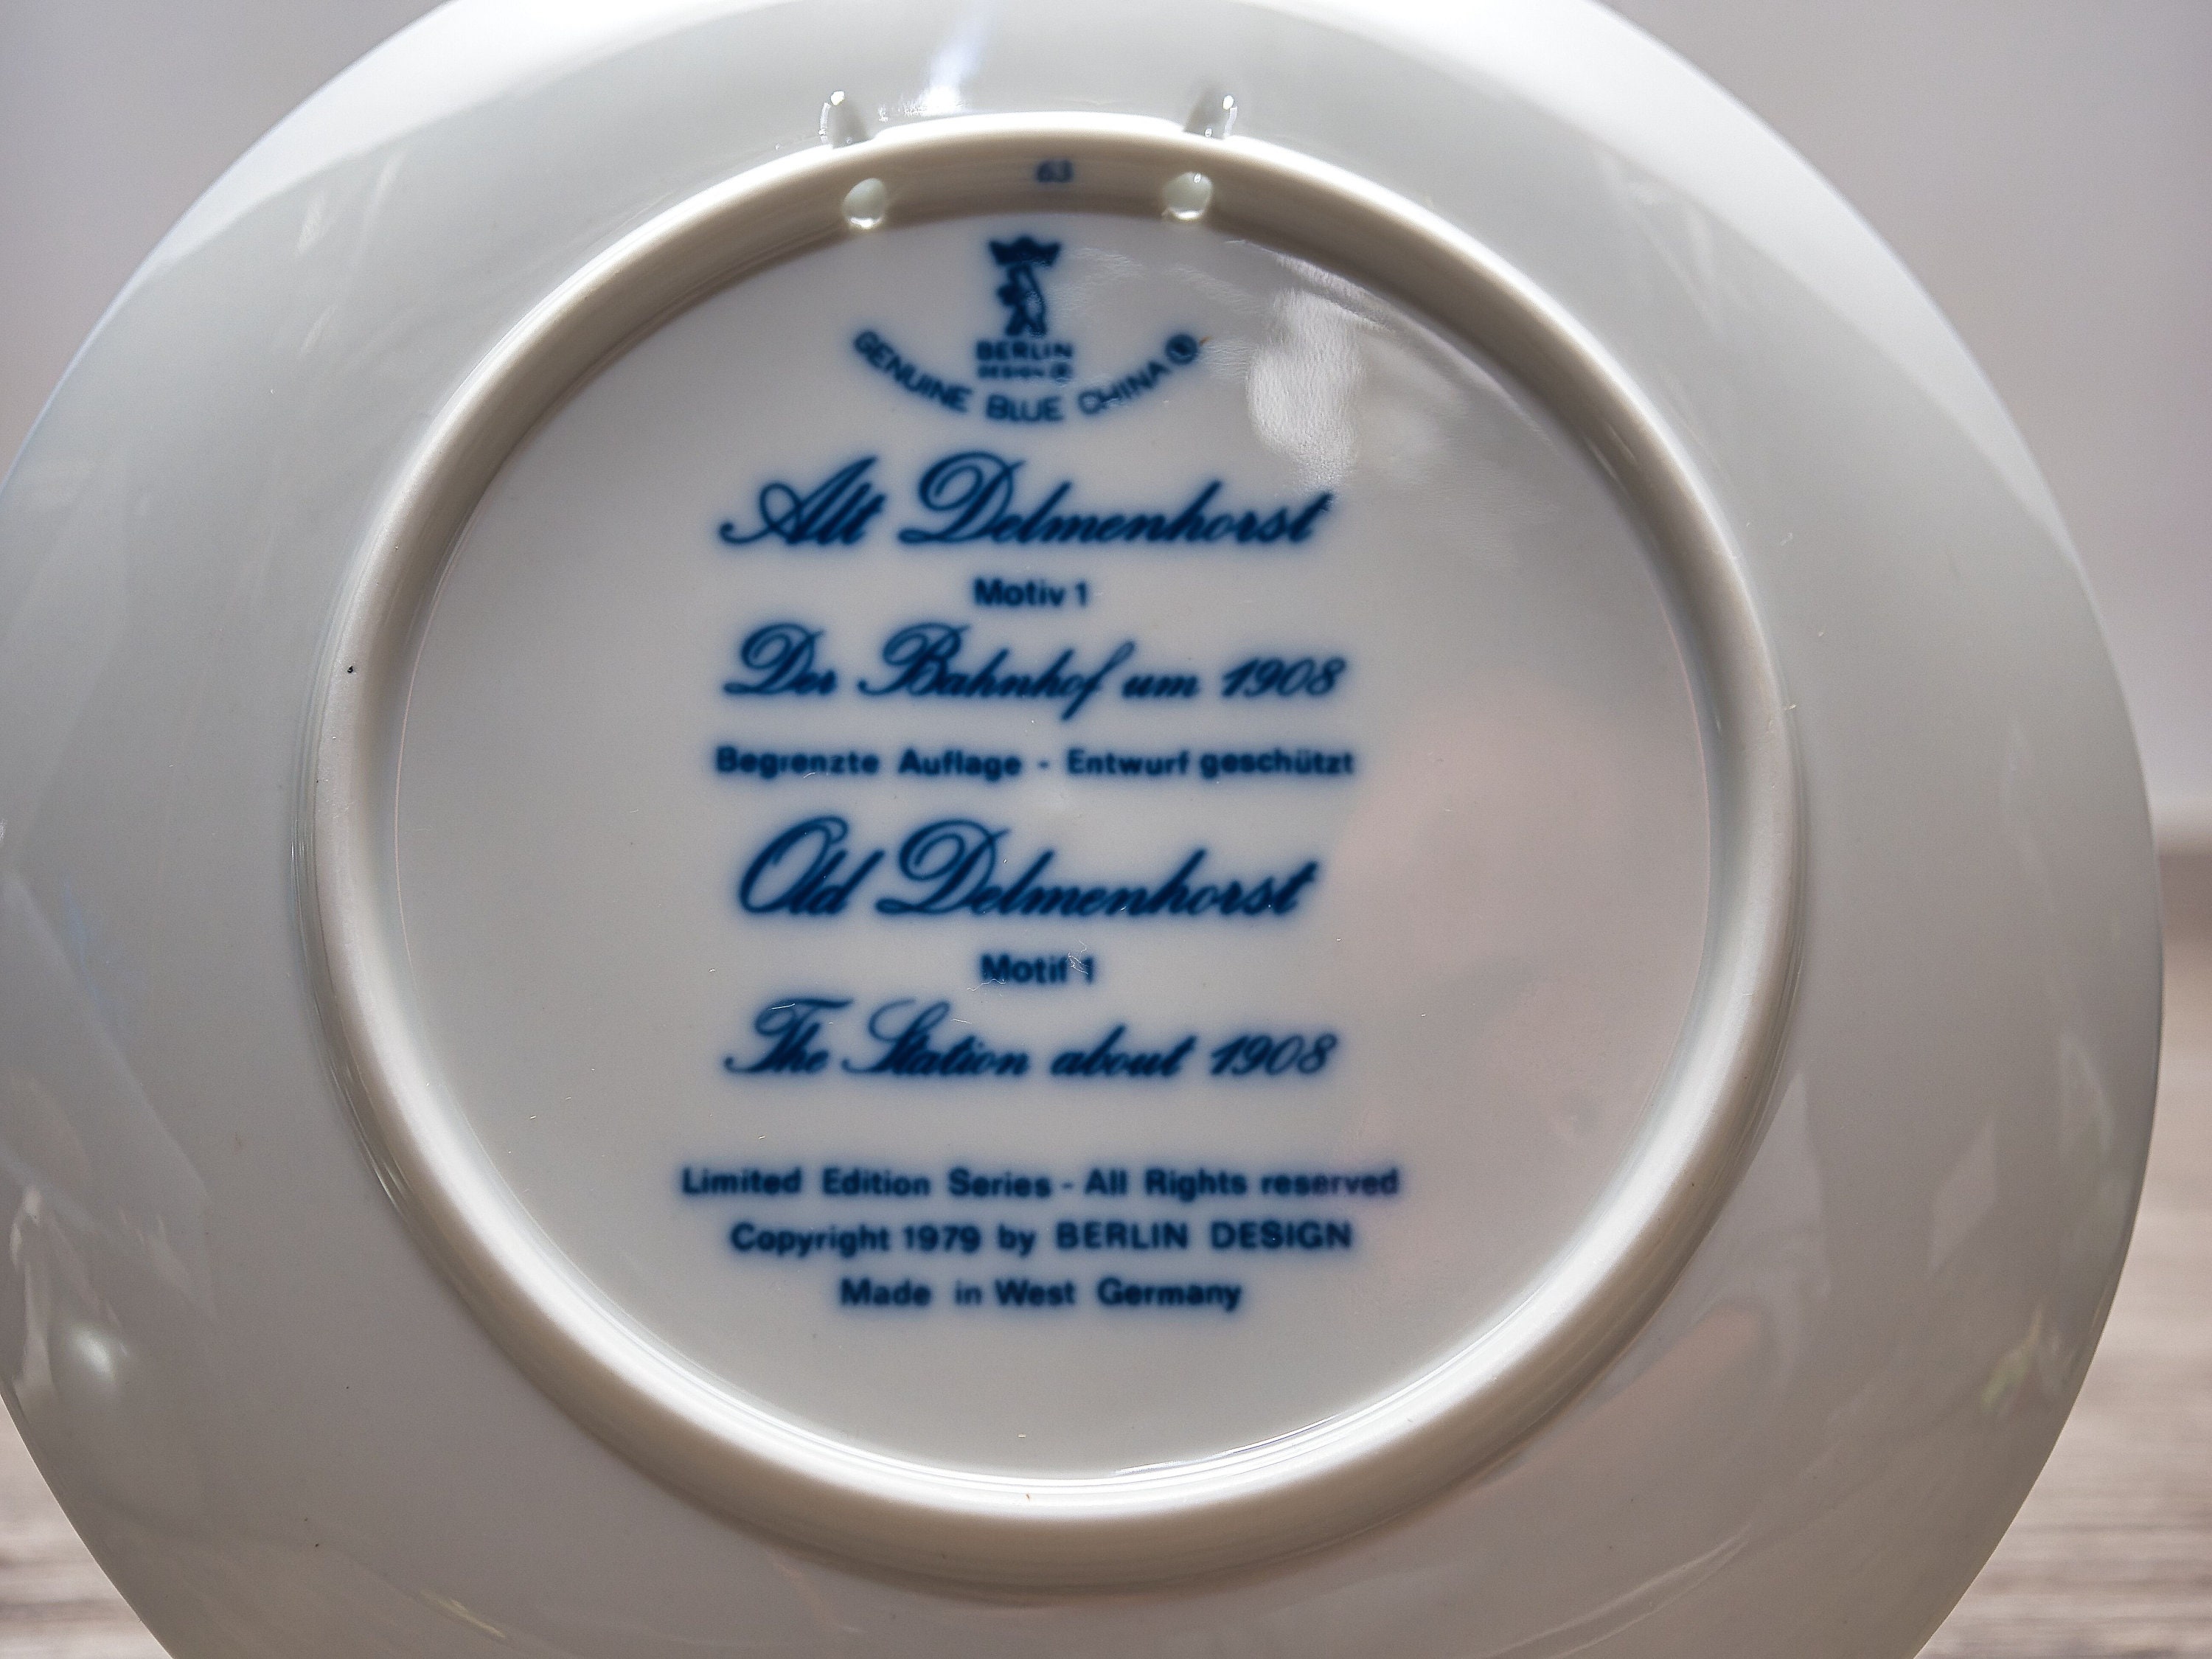 63
BERLIN
DESIGN ®
GENUINE BLUE CHINA
Alt Delmenhorst
Motiv 1
Der Bahnhof um 1908
Begrenzte Auflage - Entwurf geschützt
Old Delmenhorst
Motif 1
The Station about 1908
Limited Edition Series - All Rights reserved
Copyright 1979 by BERLIN DESIGN
Made in West Germany